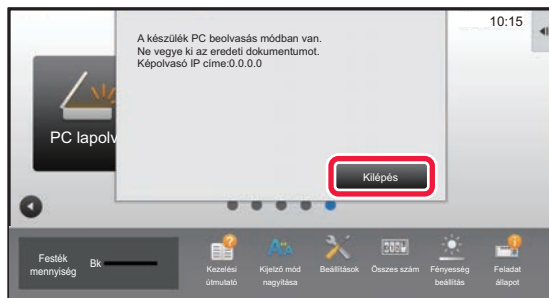 10:15
A készülék PC beolvasás módban van.
Ne vegye ki az eredeti dokumentumot.
Képolvasó IP címe:0.0.0.0
PC lapolv
Kilépés
Festék
mennyiség
Bk
Kezelési
útmutató
Kijelző mód
nagyítása
Beállítások
Összes szám
Fényesség
beállítás
Feladat
állapot